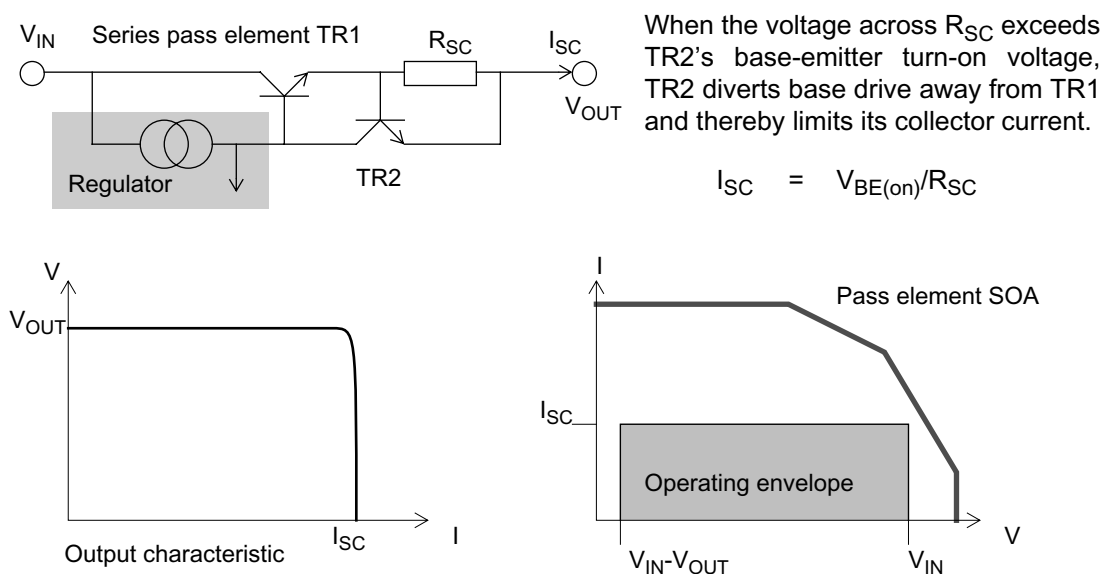 V_IN
Series pass element TR1
R_SC
I_SC
V_OUT
Regulator
TR2
When the voltage across R_SC exceeds
TR2's base-emitter turn-on voltage,
TR2 diverts base drive away from TR1
and thereby limits its collector current.
I_SC = V_BE(on)/R_SC
V
V_OUT
I_SC
I
Output characteristic
I
Pass element SOA
I_SC
Operating envelope
V_IN-V_OUT
V_IN
V